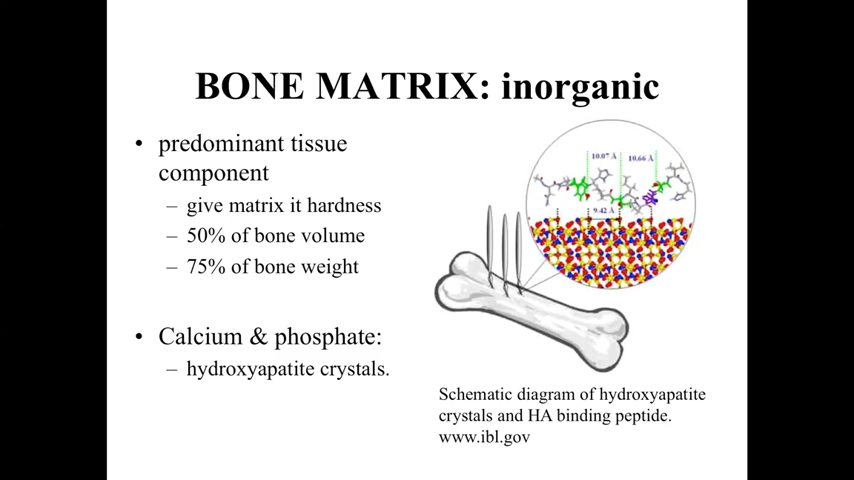 BONE MATRIX: inorganic
• predominant tissue
component
– give matrix it hardness
– 50% of bone volume
– 75% of bone weight
• Calcium & phosphate:
– hydroxyapatite crystals.
10.07 Å 10.66 Å
9.42 Å
Schematic diagram of hydroxyapatite
crystals and HA binding peptide.
www.ibl.gov